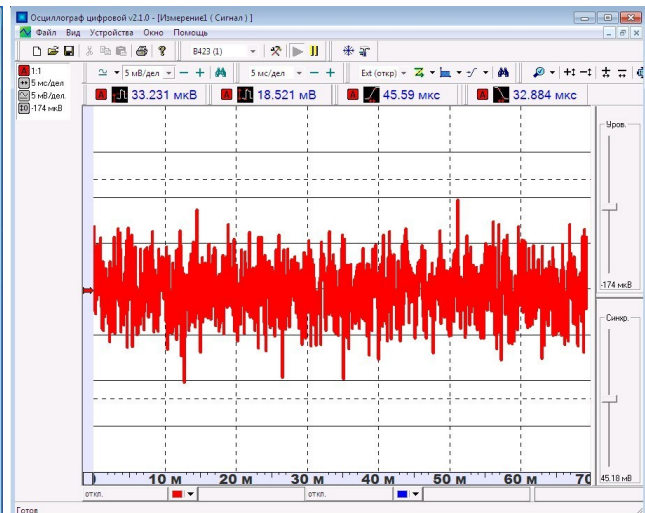 Осциллограф цифровой v2.1.0 - [Измерение1 ( Сигнал ) ]
Файл Вид Устройства Окно Помощь
B423 (1)
A 1:1
5 мс/дел
5 мВ/дел.
-174 мкВ
5 мВ/дел 5 мс/дел Ext (откр)
A 33.231 мкВ A 18.521 мВ A 45.59 мкс A 32.884 мкс
Уров.
-174 мкВ
Синхр.
45.18 мВ
10 м 20 м 30 м 40 м 50 м 60 м 70
откл. откл.
Готов